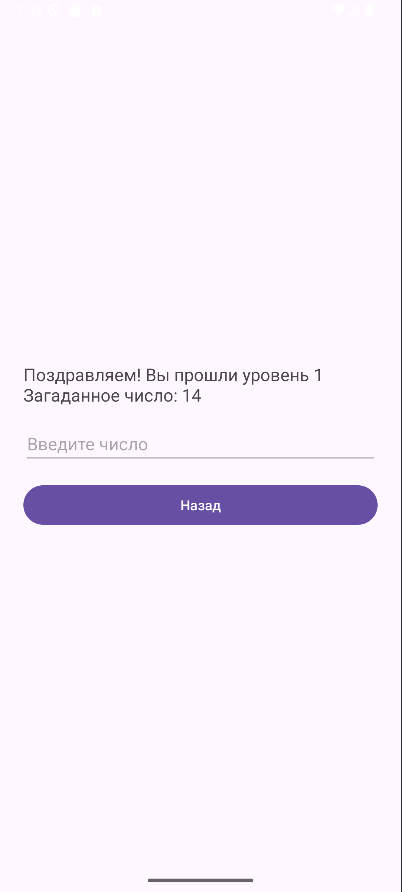 Поздравляем! Вы прошли уровень 1
Загаданное число: 14
Введите число
Назад